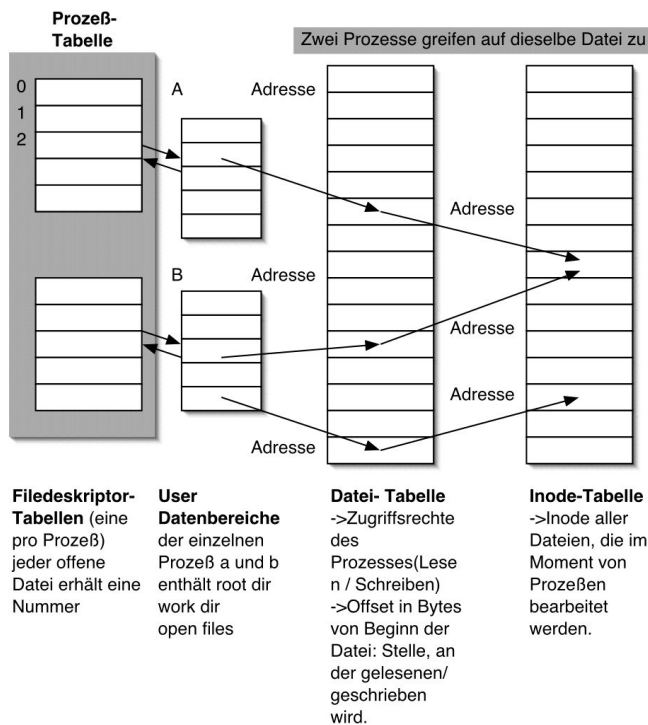 Prozeß-
Tabelle
Zwei Prozesse greifen auf dieselbe Datei zu
0
1
2
A
Adresse
Adresse
B
Adresse
Adresse
Adresse
Adresse
Filedeskriptor-
Tabellen (eine
pro Prozeß)
jeder offene
Datei erhält eine
Nummer
User
Datenbereiche
der einzelnen
Prozeß a und b
enthält root dir
work dir
open files
Datei- Tabelle
->Zugriffsrechte
des
Prozesses(Lese
n / Schreiben)
->Offset in Bytes
von Beginn der
Datei: Stelle, an
der gelesenen/
geschrieben
wird.
Inode-Tabelle
->Inode aller
Dateien, die im
Moment von
Prozeßen
bearbeitet
werden.